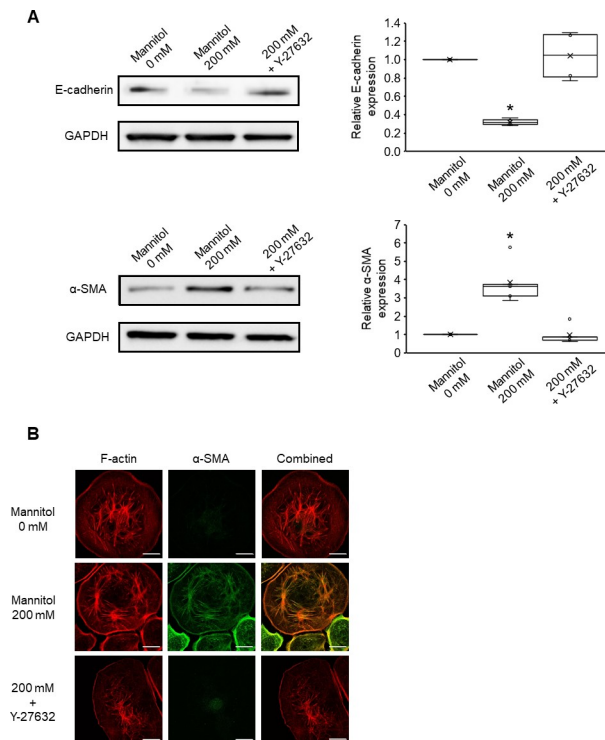 A
Mannitol
0 mM
Mannitol
200 mM
200 mM
+ Y-27632
E-cadherin
GAPDH
Relative E-cadherin
expression
1.4
1.2
1.0
0.8
0.6
0.4
0.2
0
*
Mannitol
0 mM
Mannitol
200 mM
200 mM
+ Y-27632
Mannitol
0 mM
Mannitol
200 mM
200 mM
+ Y-27632
α-SMA
GAPDH
Relative α-SMA
expression
7
6
5
4
3
2
1
0
*
Mannitol
0 mM
Mannitol
200 mM
200 mM
+ Y-27632
B
F-actin α-SMA Combined
Mannitol
0 mM
Mannitol
200 mM
200 mM
+
Y-27632